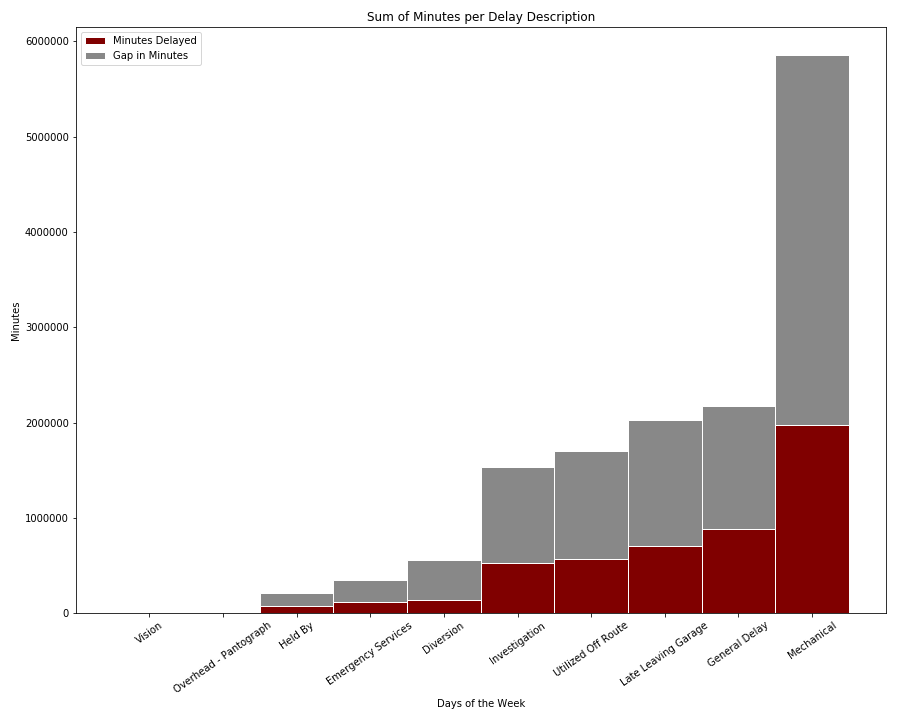 Sum of Minutes per Delay Description
Minutes Delayed
Gap in Minutes
6000000
5000000
4000000
3000000
2000000
1000000
0
Minutes
Vision
Overhead - Pantograph
Held By
Emergency Services
Diversion
Investigation
Utilized Off Route
Late Leaving Garage
General Delay
Mechanical
Days of the Week